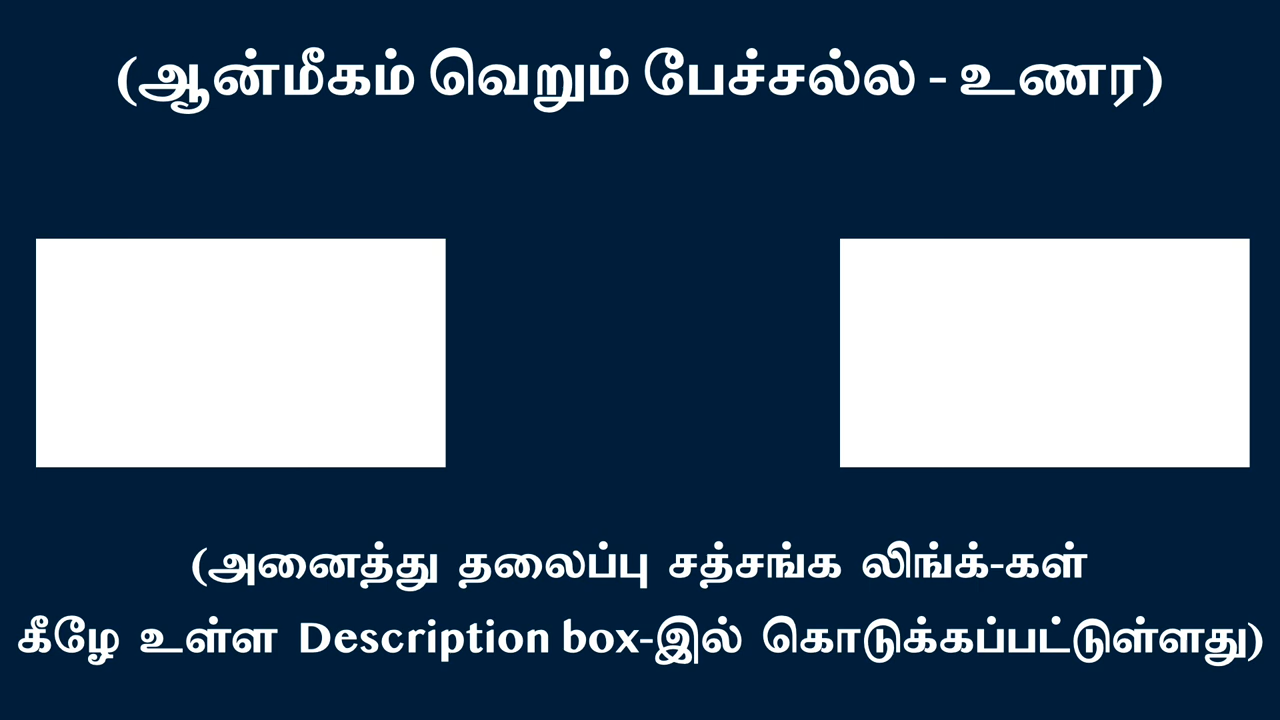 (ஆன்மீகம் வெறும் பேச்சல்ல - உணர)
(அனைத்து தலைப்பு சத்சங்க லிங்க்-கள்
கீழே உள்ள Description box-இல் கொடுக்கப்பட்டுள்ளது)